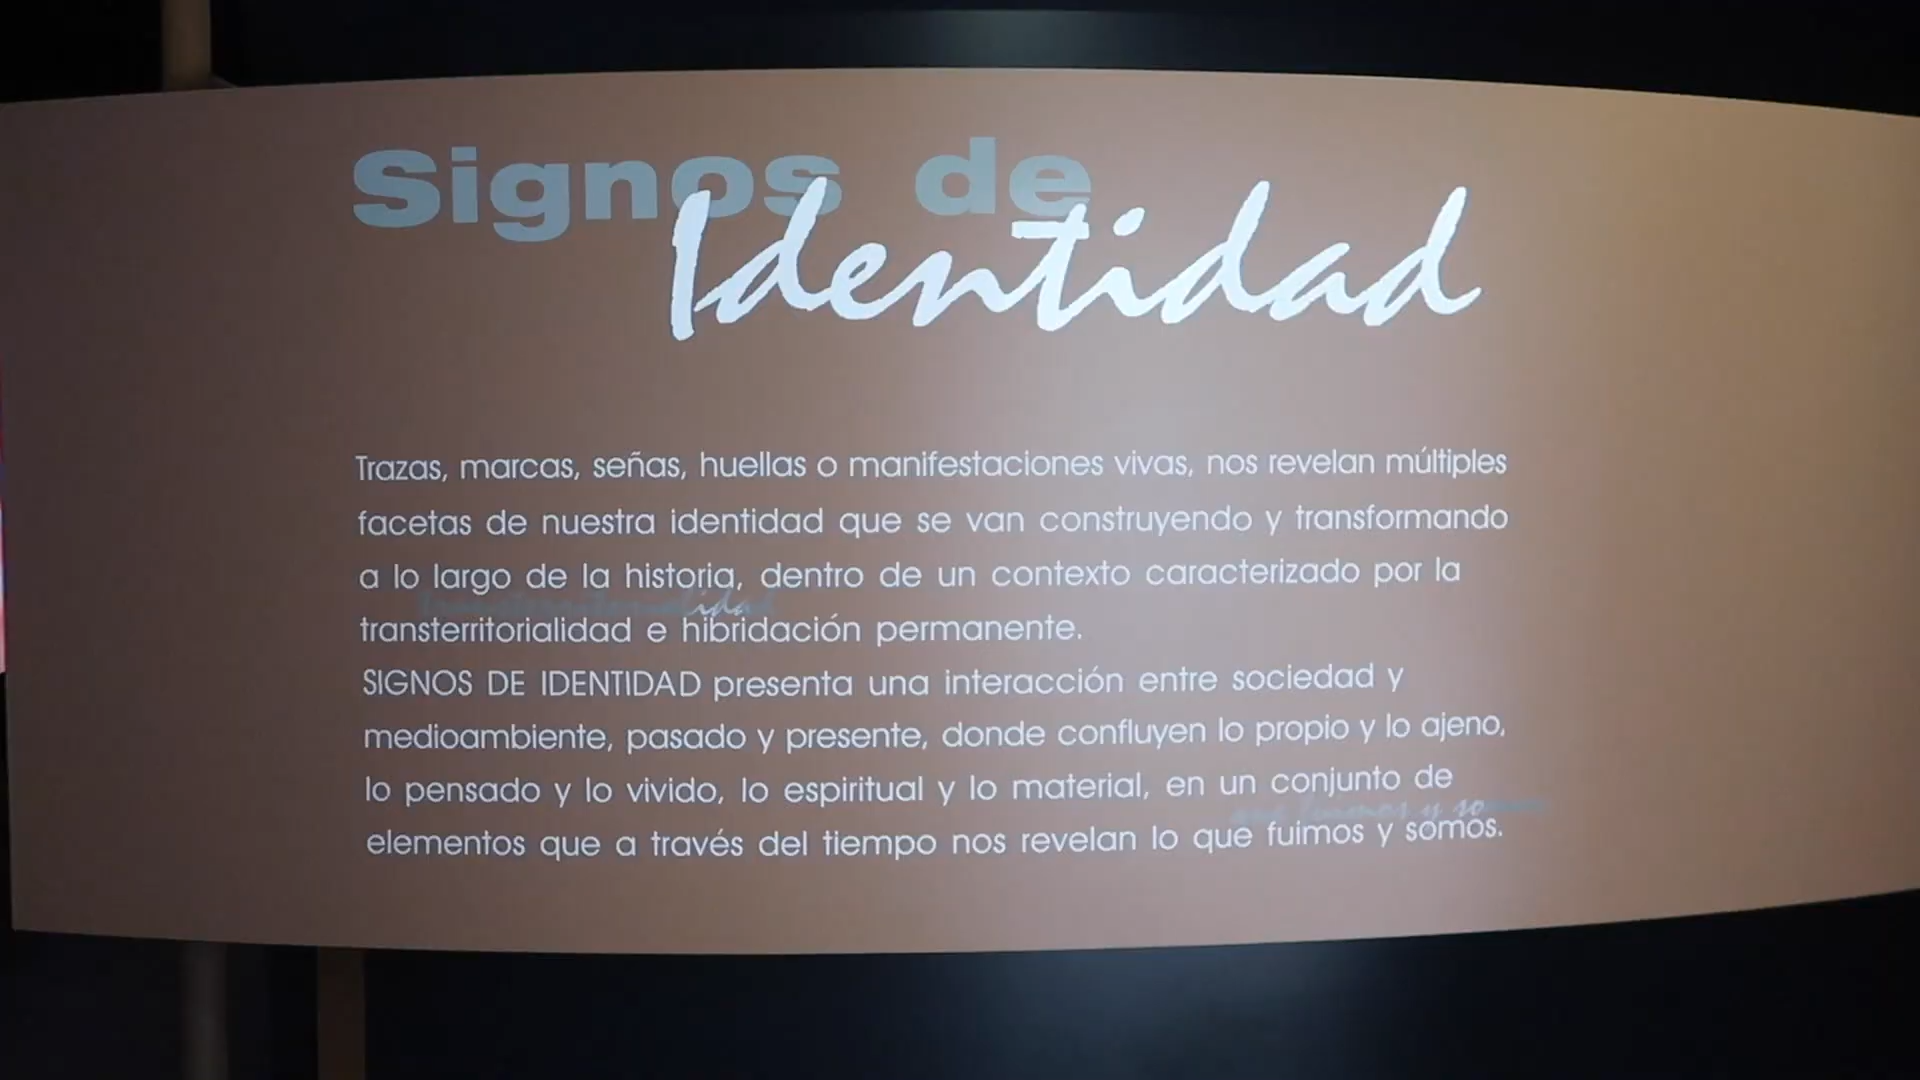 Signos de
Identidad
Trazas, marcas, señas, huellas o manifestaciones vivas, nos revelan múltiples
facetas de nuestra identidad que se van construyendo y transformando
a lo largo de la historia, dentro de un contexto caracterizado por la
transterritorialidad e hibridación permanente.
SIGNOS DE IDENTIDAD presenta una interacción entre sociedad y
medioambiente, pasado y presente, donde confluyen lo propio y lo ajeno,
lo pensado y lo vivido, lo espiritual y lo material, en un conjunto de
elementos que a través del tiempo nos revelan lo que fuimos y somos.